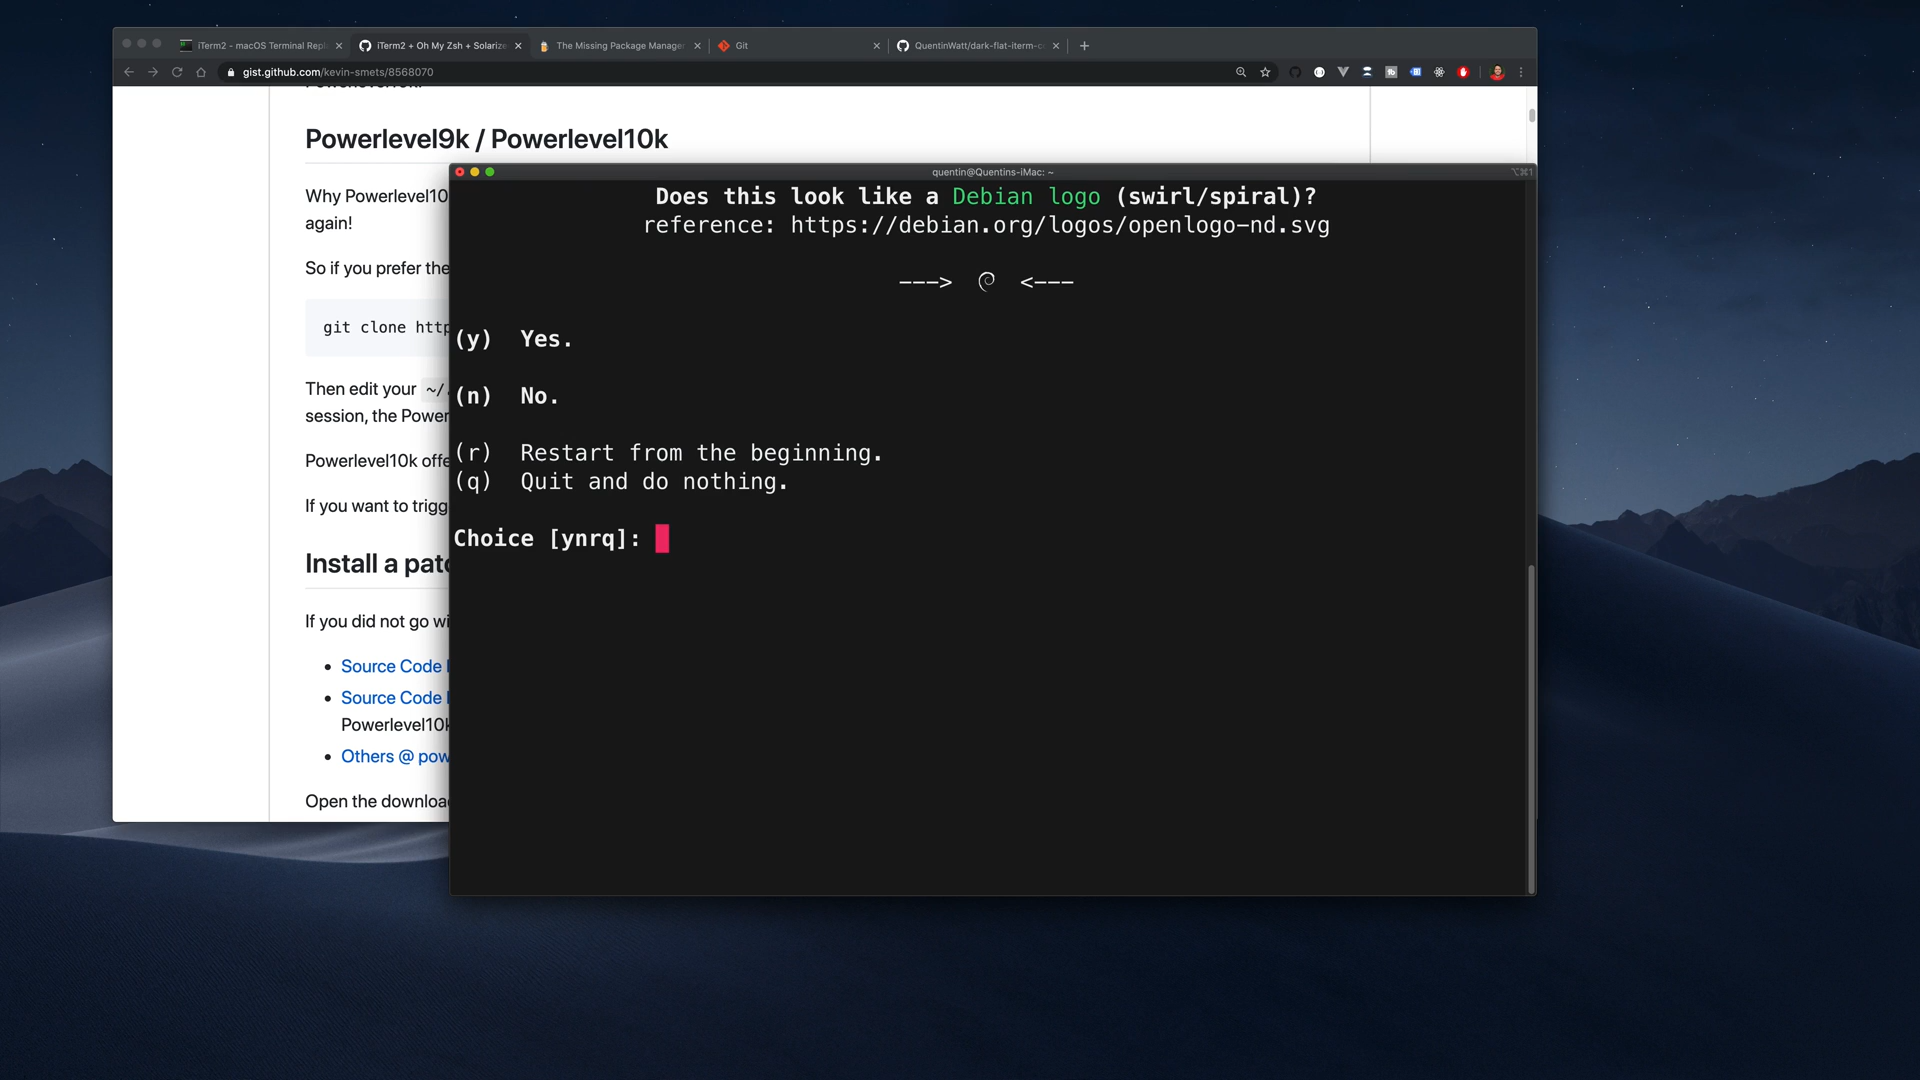 iTerm2 - macOS Terminal Repl
iTerm2 + Oh My Zsh + Solarize
The Missing Package Manager
Git
QuentinWatt/dark-flat-iterm-c
gist.github.com/kevin-smets/8568070
Powerlevel9k / Powerlevel10k
Why Powerlevel10
again!
So if you prefer the
git clone http
Then edit your ~/.
session, the Power
Powerlevel10k offe
If you want to trigg
Install a patc
If you did not go wi
Source Code
Source Code
Powerlevel10k
Others @ pow
Open the downloa
quentin@Quentins-iMac: ~
⌥⌘1
Does this look like a Debian logo (swirl/spiral)?
reference: https://debian.org/logos/openlogo-nd.svg
--->  <---
(y) Yes.
(n) No.
(r) Restart from the beginning.
(q) Quit and do nothing.
Choice [ynrq]: